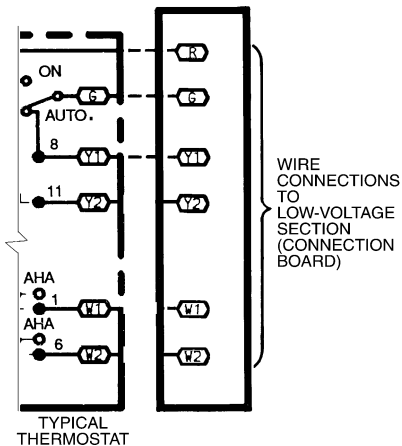 R
ON
G
G
AUTO.
8
Y1
Y1
11
Y2
Y2
WIRE
CONNECTIONS
TO
LOW-VOLTAGE
SECTION
(CONNECTION
BOARD)
AHA
1
W1
W1
AHA
6
W2
W2
TYPICAL
THERMOSTAT